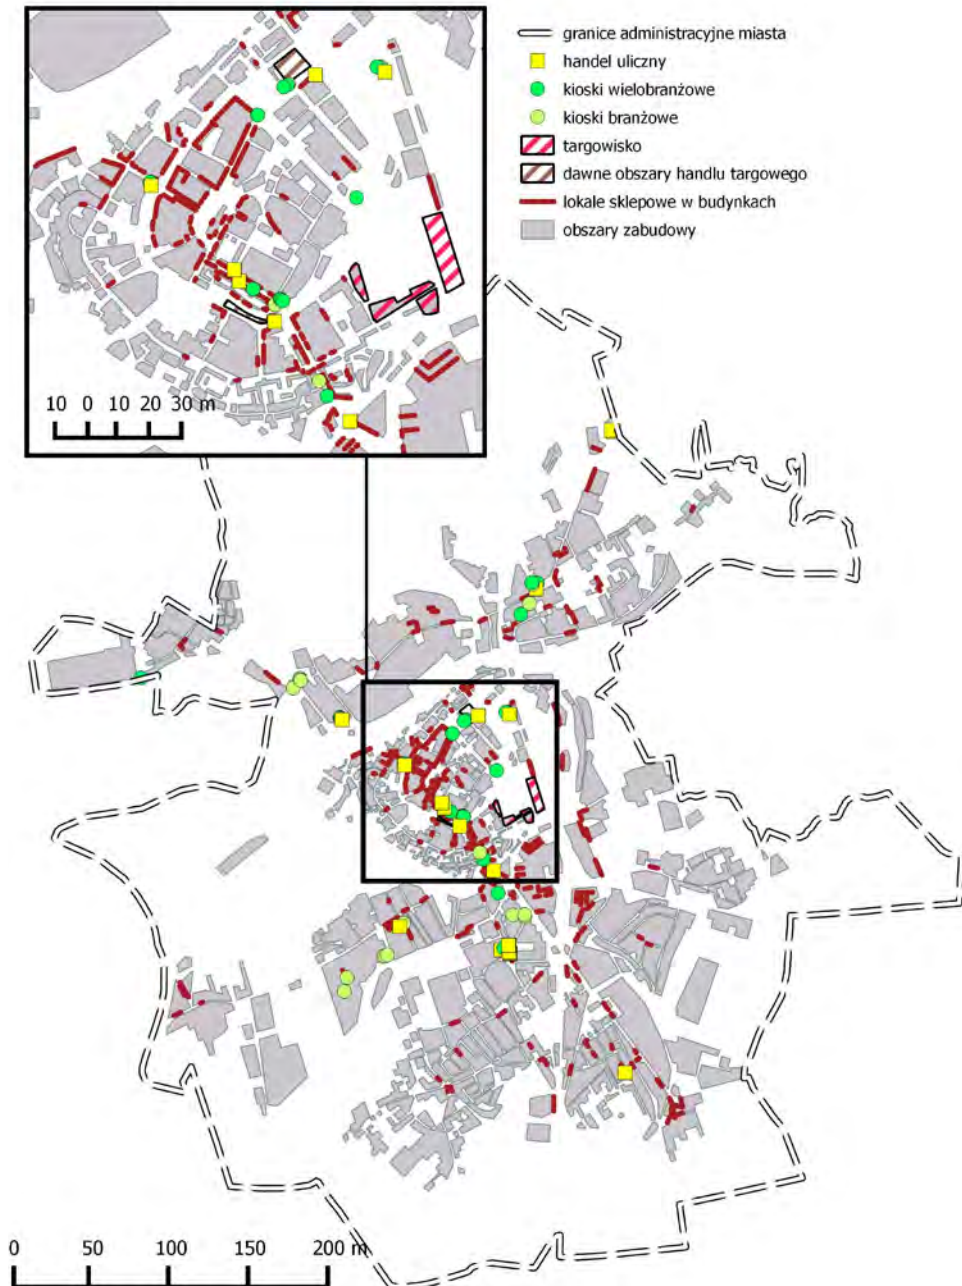 granice administracyjne miasta
handel uliczny
kioski wielobranżowe
kioski branżowe
targowisko
dawne obszary handlu targowego
lokale sklepowe w budynkach
obszary zabudowy
10 0 10 20 30 m
0 50 100 150 200 m